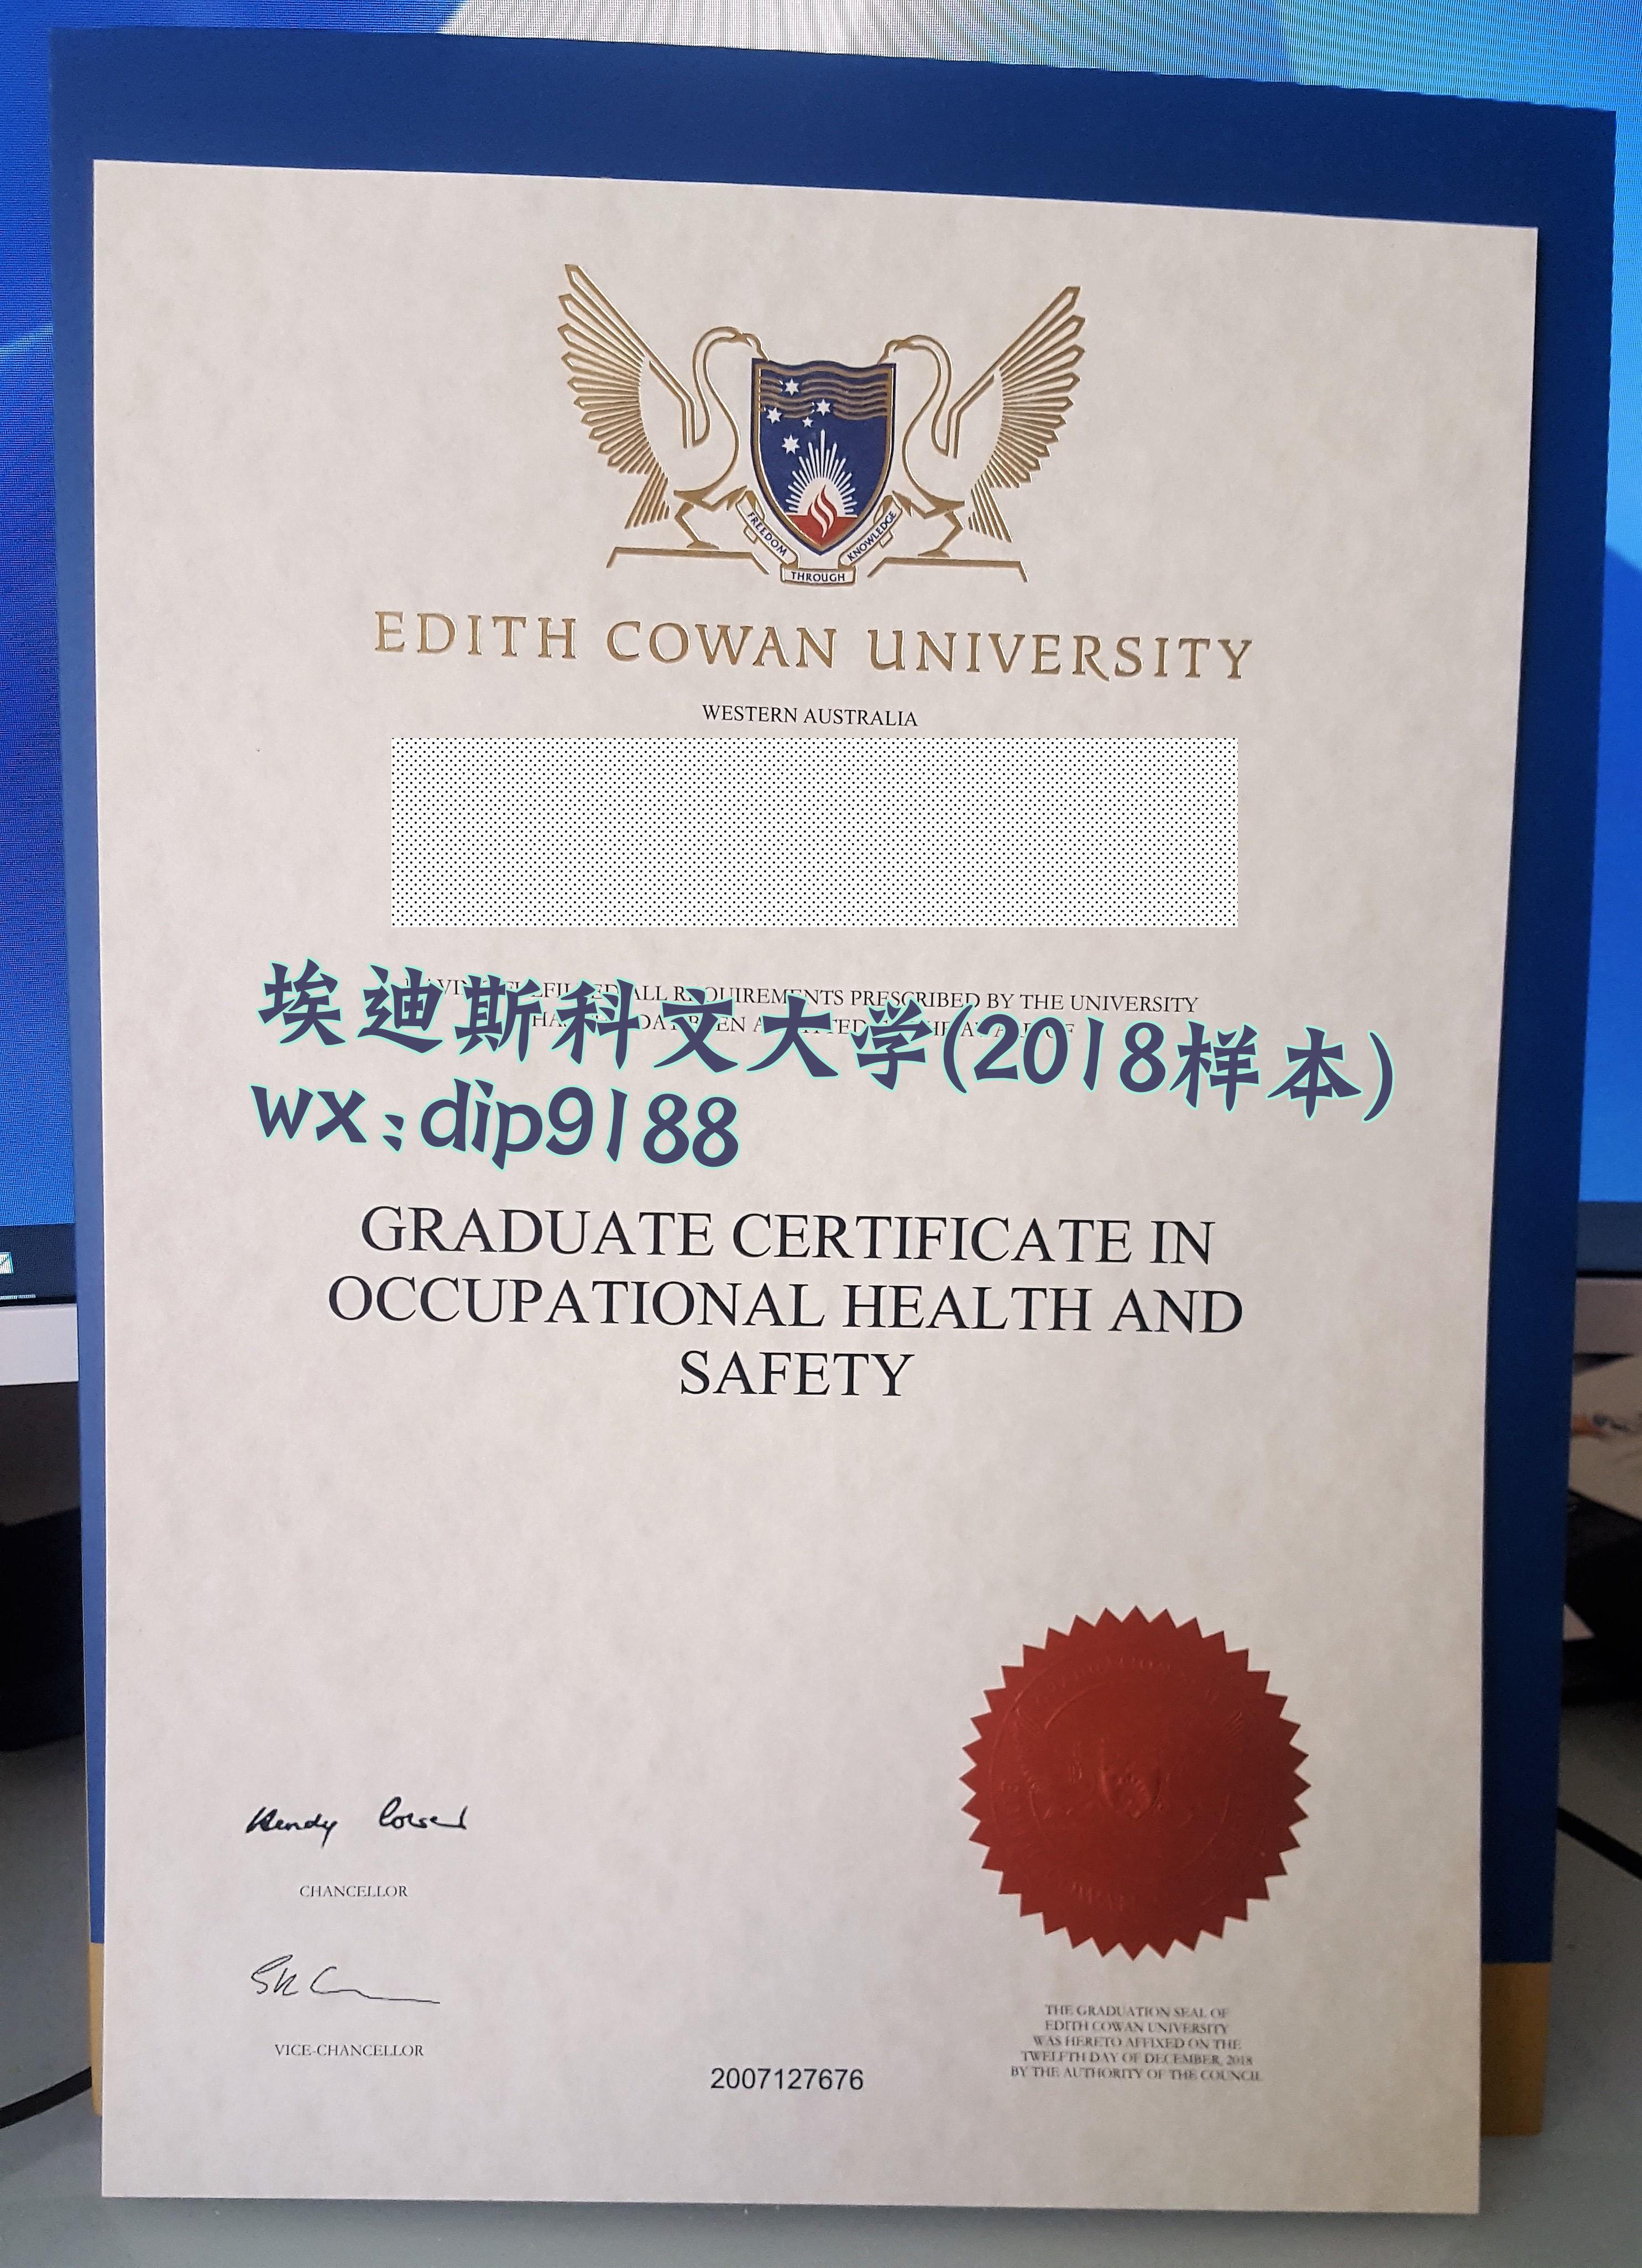 FREEDOM
THROUGH
KNOWLEDGE
EDITH COWAN UNIVERSITY
WESTERN AUSTRALIA
ALL REQUIREMENTS PRESCRIBED BY THE UNIVERSITY
埃迪斯科文大学(2018样本)
wx:dip9188
GRADUATE CERTIFICATE IN
OCCUPATIONAL HEALTH AND
SAFETY
CHANCELLOR
VICE-CHANCELLOR
2007127676
THE GRADUATION SEAL OF
EDITH COWAN UNIVERSITY
WAS HERETO AFFIXED ON THE
TWELFTH DAY OF DECEMBER, 2018
BY THE AUTHORITY OF THE COUNCIL